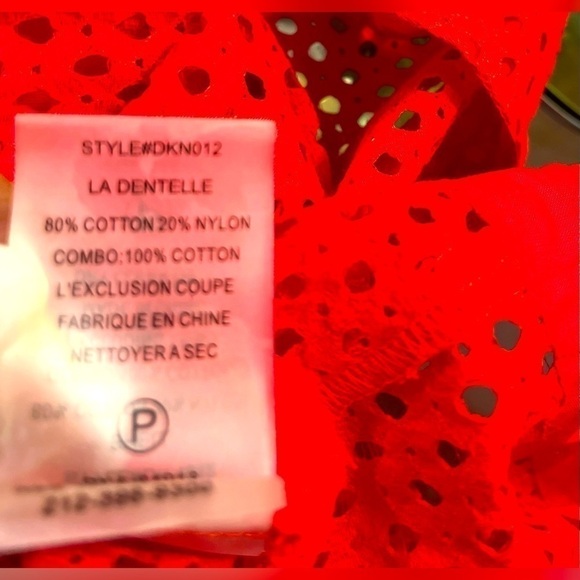 STYLE#DKN012
LA DENTELLE
80% COTTON 20% NYLON
COMBO:100% COTTON
L'EXCLUSION COUPE
FABRIQUE EN CHINE
NETTOYER A SEC
P